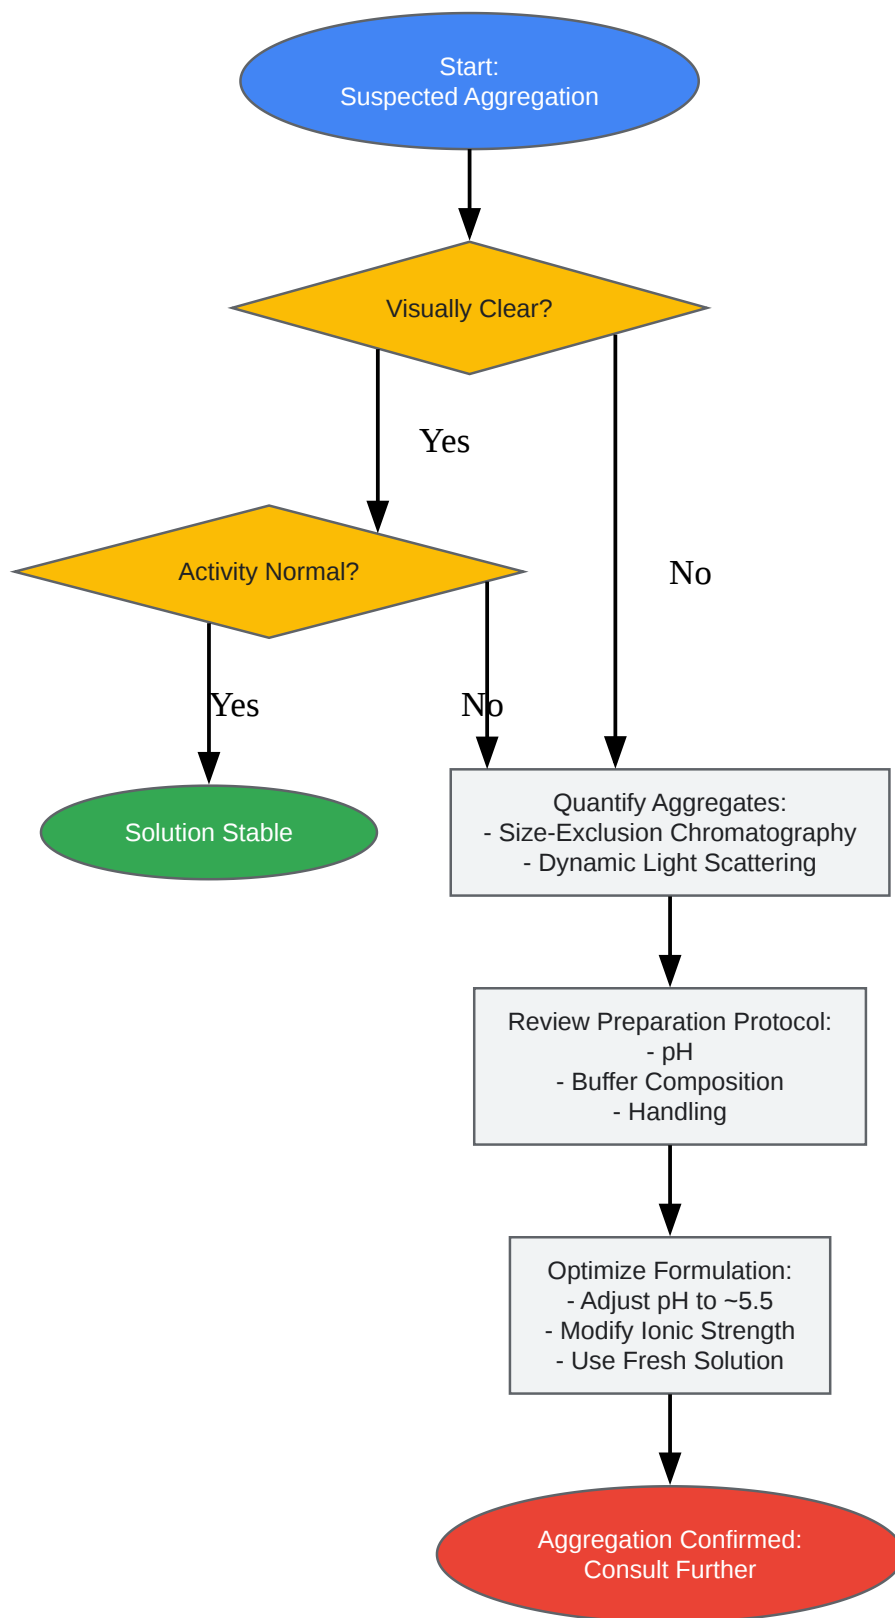 Start:
Suspected Aggregation
Visually Clear?
Yes
Activity Normal?
No
Yes
No
Solution Stable
Quantify Aggregates:
- Size-Exclusion Chromatography
- Dynamic Light Scattering
Review Preparation Protocol:
- pH
- Buffer Composition
- Handling
Optimize Formulation:
- Adjust pH to ~5.5
- Modify Ionic Strength
- Use Fresh Solution
Aggregation Confirmed:
Consult Further